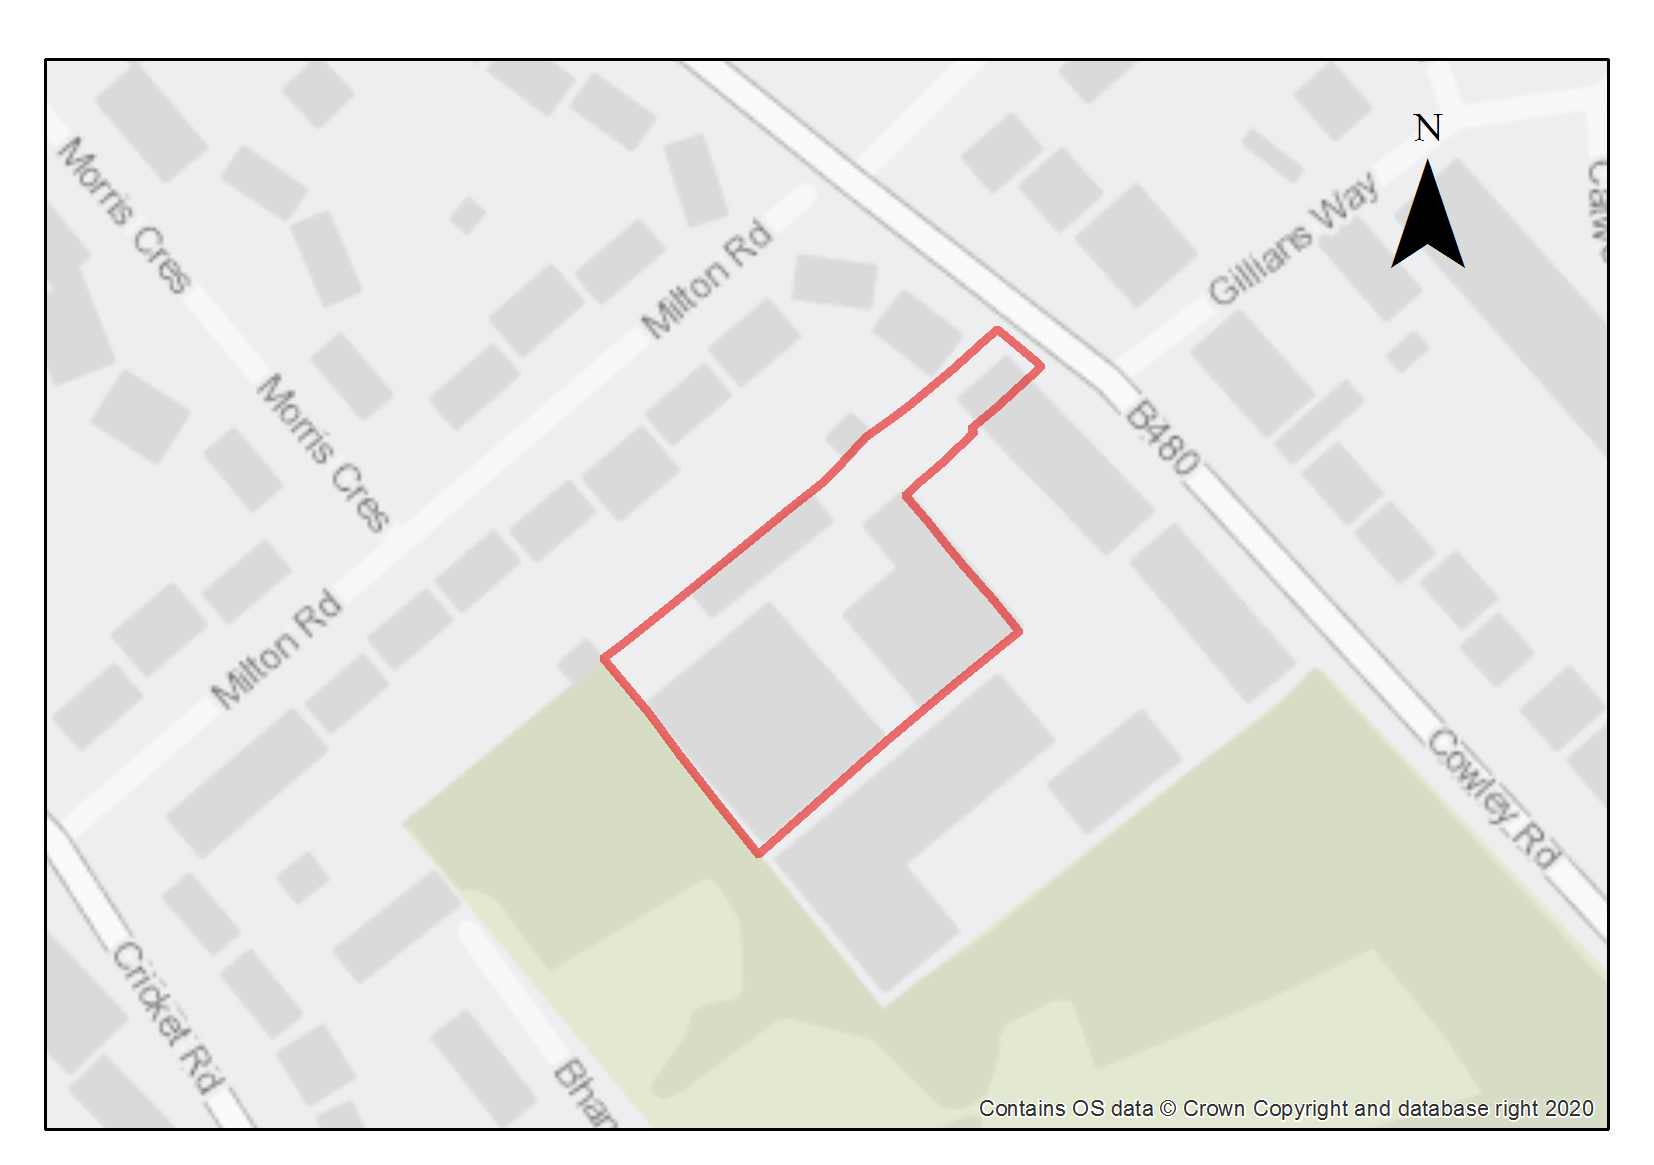 N
Morris Cres
Milton Rd
Gillians Way
Morris Cres
B480
Milton Rd
Cowley Rd
Cricket Rd
Contains OS data © Crown Copyright and database right 2020